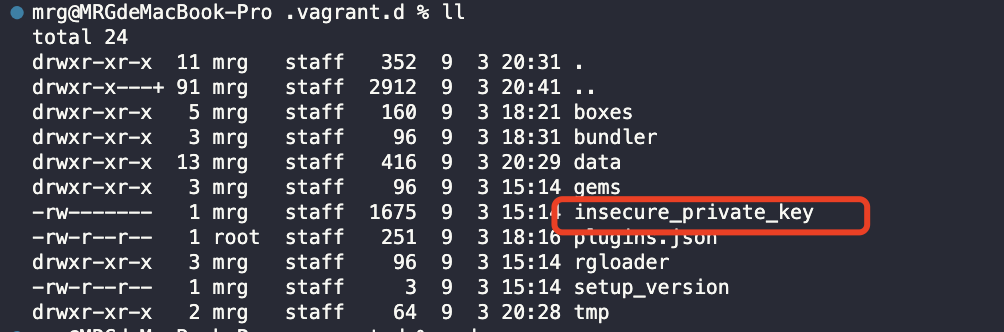 mrg@MRGdeMacBook-Pro .vagrant.d % ll
total 24
drwxr-xr-x 11 mrg staff 352 9 3 20:31 .
drwxr-x---+ 91 mrg staff 2912 9 3 20:41 ..
drwxr-xr-x 5 mrg staff 160 9 3 18:21 boxes
drwxr-xr-x 3 mrg staff 96 9 3 18:31 bundler
drwxr-xr-x 13 mrg staff 416 9 3 20:29 data
drwxr-xr-x 3 mrg staff 96 9 3 15:14 gems
-rw------- 1 mrg staff 1675 9 3 15:14 insecure_private_key
-rw-r--r-- 1 root staff 251 9 3 18:16 plugins.json
drwxr-xr-x 3 mrg staff 96 9 3 15:14 rgloader
-rw-r--r-- 1 mrg staff 3 9 3 15:14 setup_version
drwxr-xr-x 2 mrg staff 64 9 3 20:28 tmp